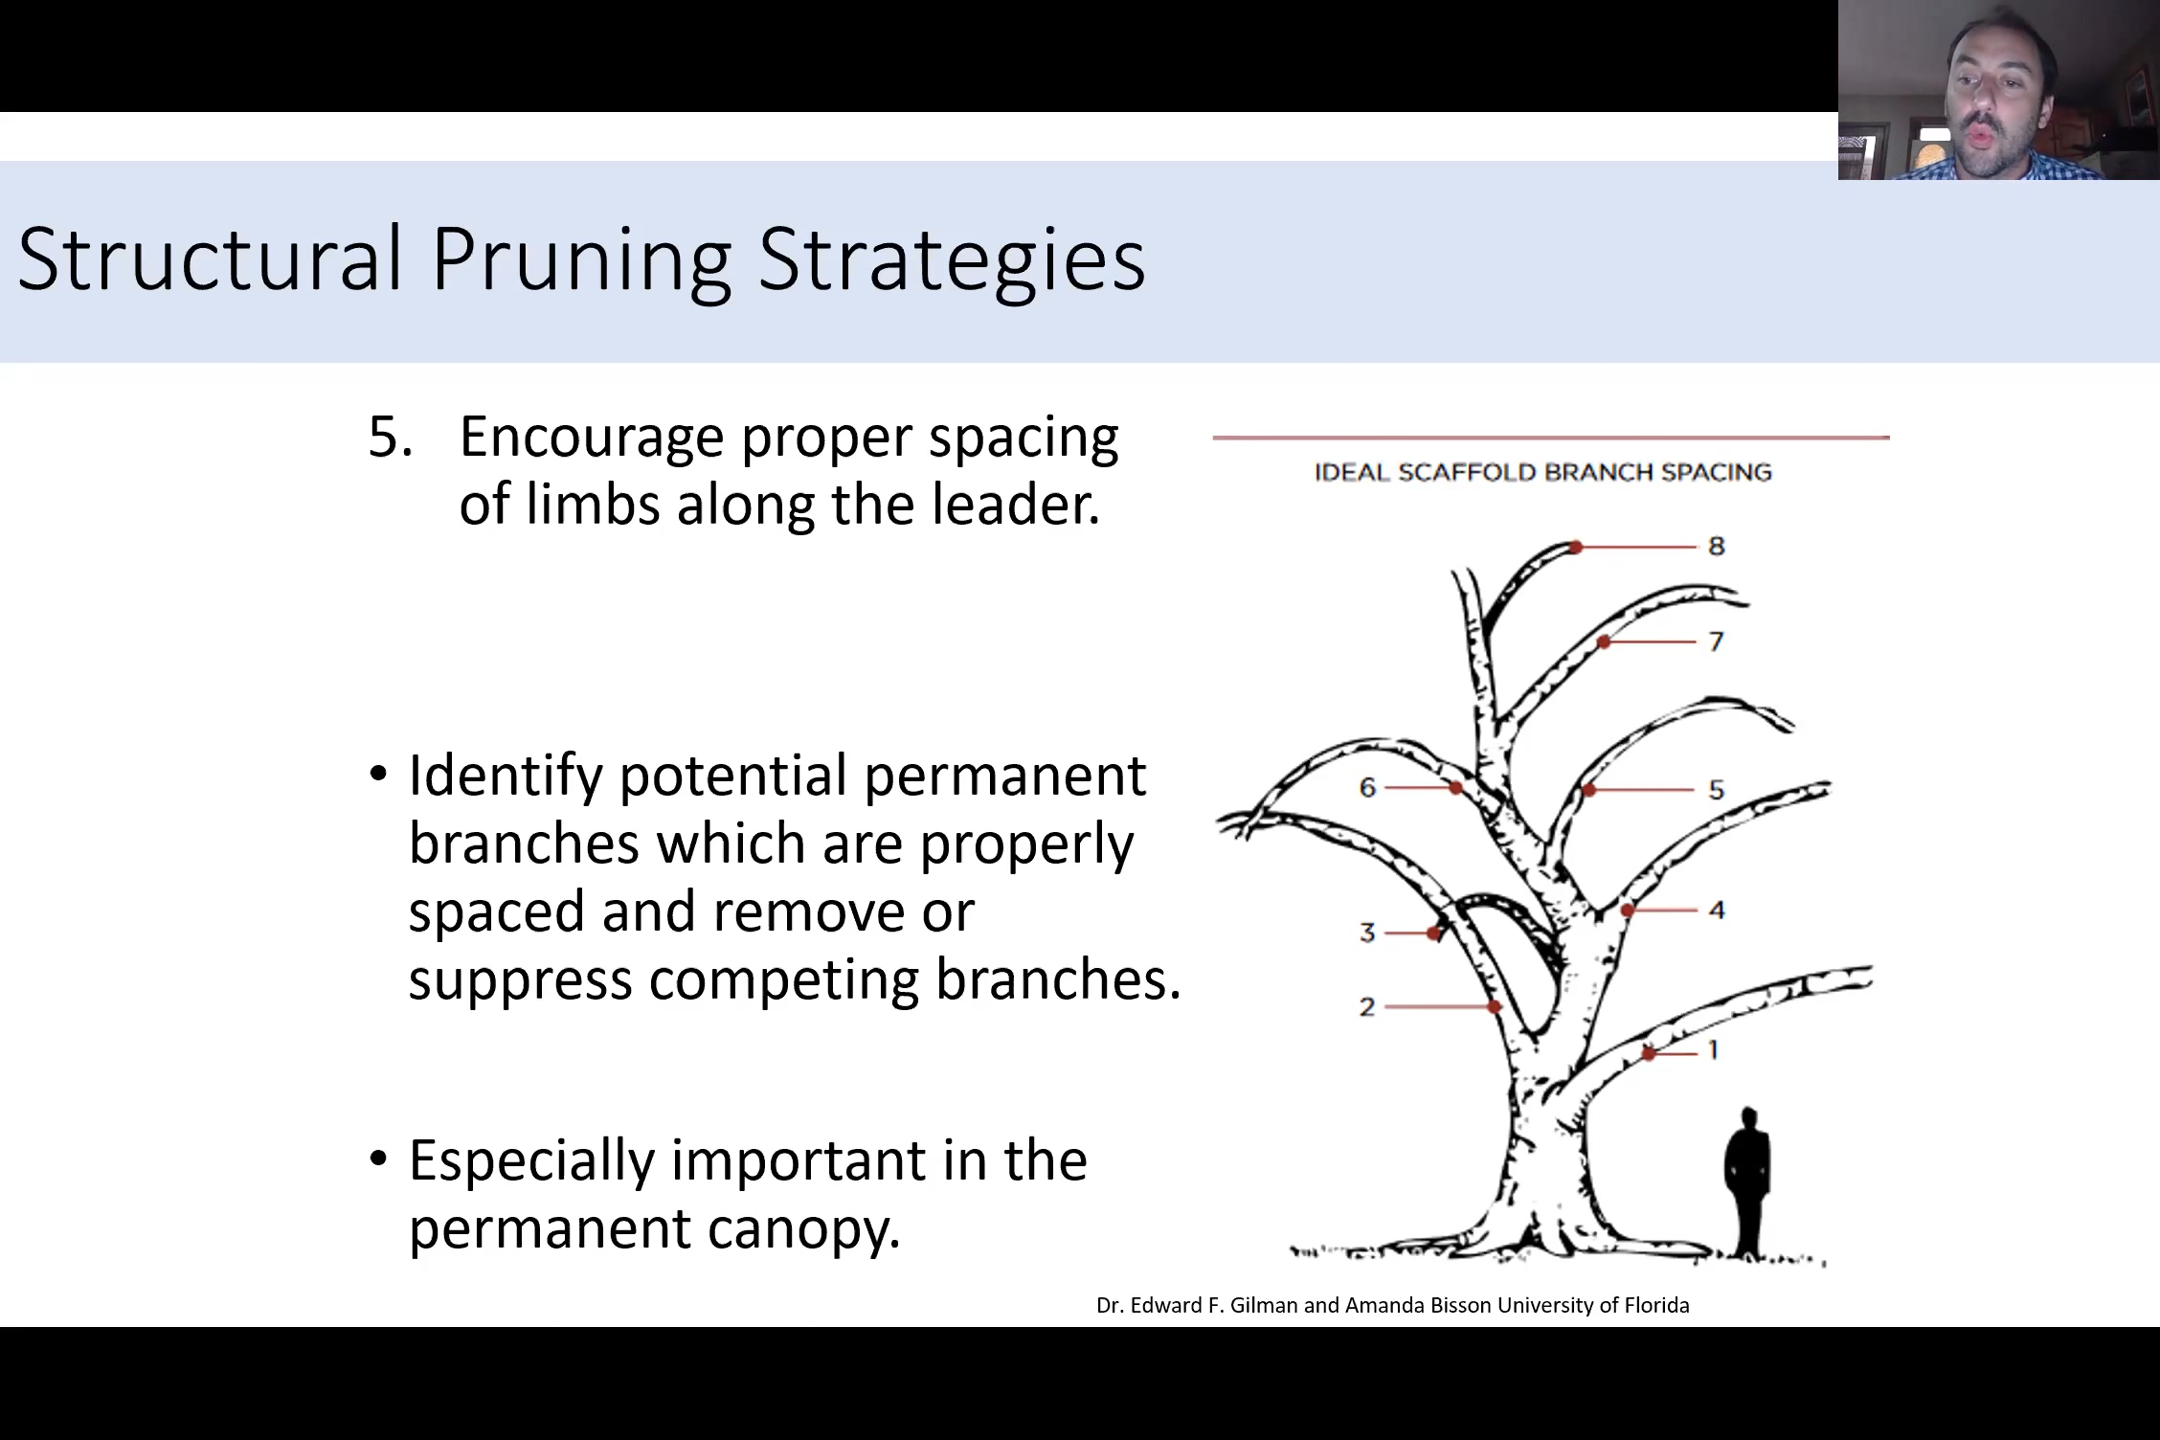 Structural Pruning Strategies
5. Encourage proper spacing
of limbs along the leader.
• Identify potential permanent
branches which are properly
spaced and remove or
suppress competing branches.
• Especially important in the
permanent canopy.
IDEAL SCAFFOLD BRANCH SPACING
8
7
6
5
4
3
2
1
Dr. Edward F. Gilman and Amanda Bisson University of Florida